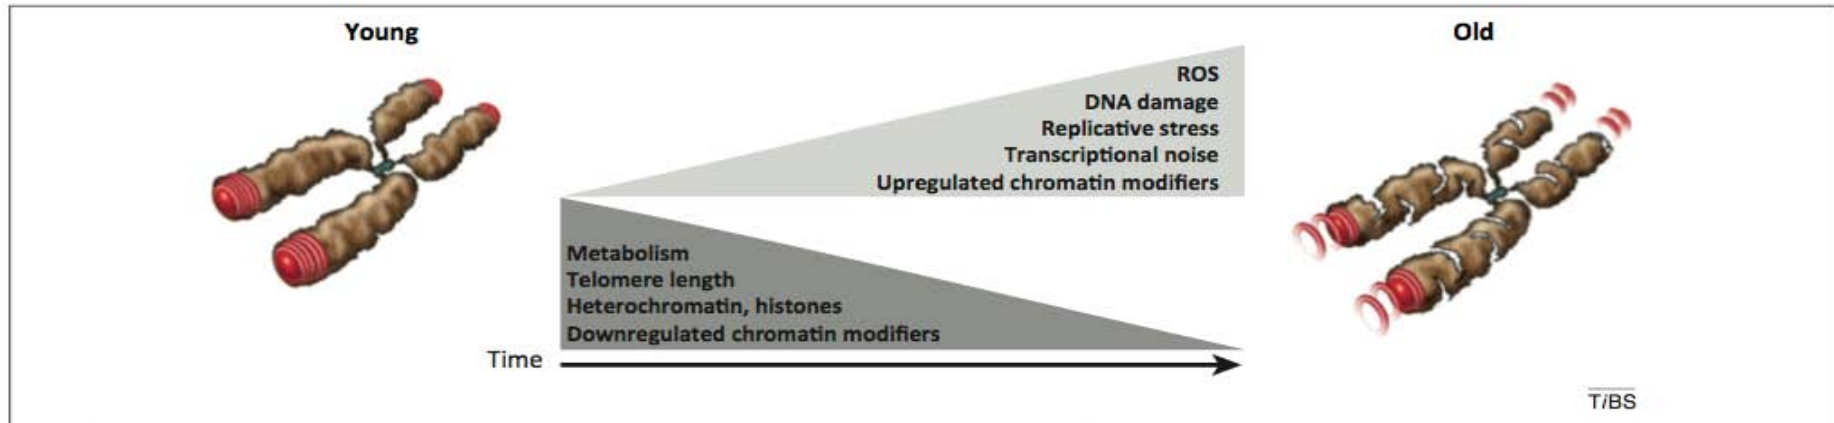 Young
Old
ROS
DNA damage
Replicative stress
Transcriptional noise
Upregulated chromatin modifiers
Metabolism
Telomere length
Heterochromatin, histones
Downregulated chromatin modifiers
Time
TiBS